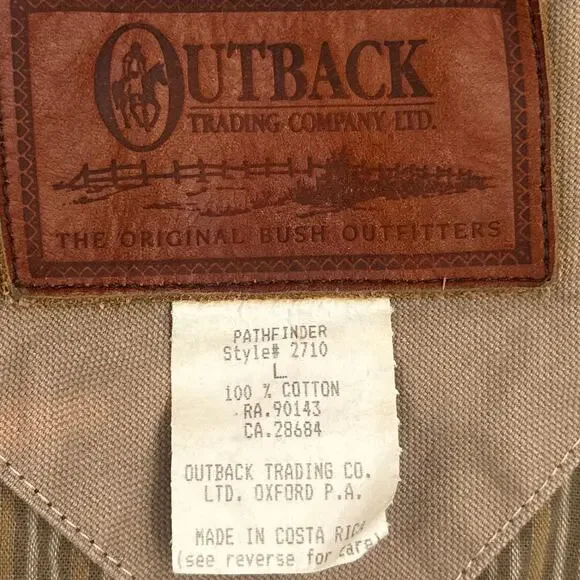 OUTBACK
TRADING COMPANY LTD.
THE ORIGINAL BUSH OUTFITTERS
PATHFINDER
Style# 2710
L
100 % COTTON
RA.90143
CA.28684
OUTBACK TRADING CO.
LTD. OXFORD P.A.
MADE IN COSTA RICA
(see reverse for care)